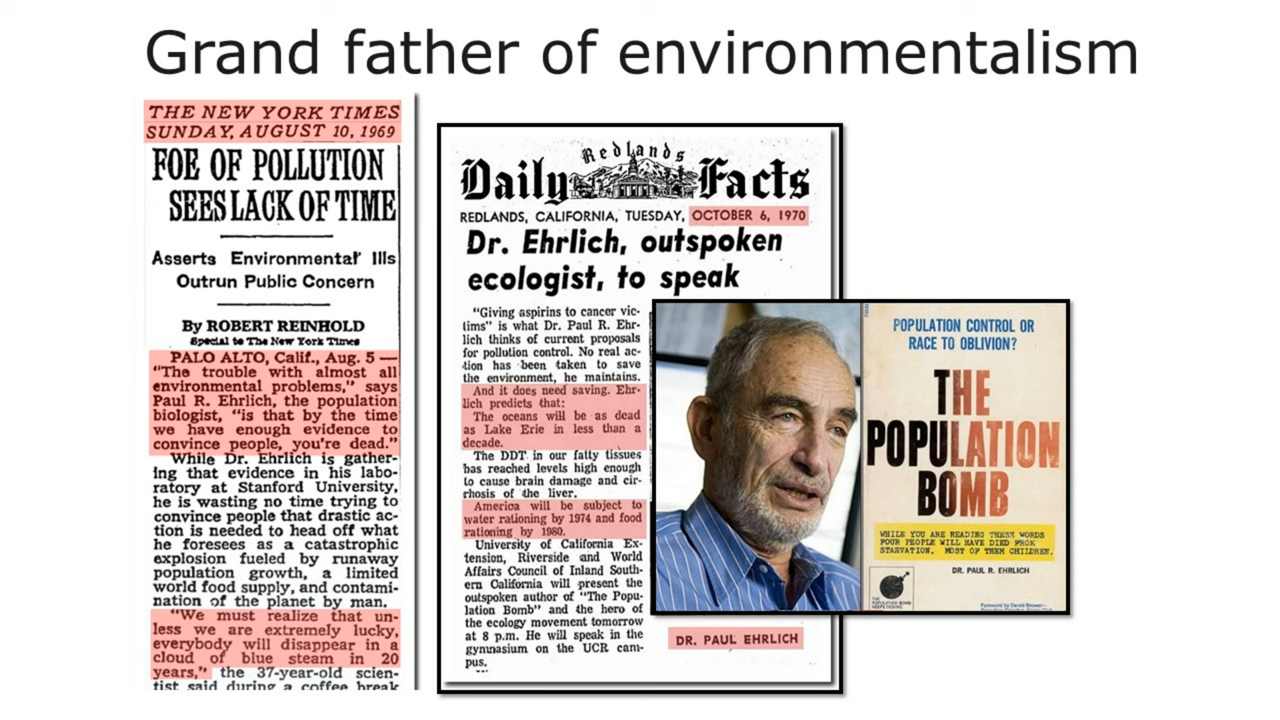 Grand father of environmentalism
THE NEW YORK TIMES
SUNDAY, AUGUST 10, 1969
FOE OF POLLUTION
SEES LACK OF TIME
Asserts Environmental Ills
Outrun Public Concern
By ROBERT REINHOLD
Special to The New York Times
PALO ALTO, Calif., Aug. 5 —
"The trouble with almost all
environmental problems," says
Paul R. Ehrlich, the population
biologist, "is that by the time
we have enough evidence to
convince people, you're dead."
While Dr. Ehrlich is gather-
ing that evidence in his labo-
ratory at Stanford University,
he is wasting no time trying to
convince people that drastic ac-
tion is needed to head off what
he foresees as a catastrophic
explosion fueled by runaway
population growth, a limited
world food supply, and contami-
nation of the planet by man.
"We must realize that un-
less we are extremely lucky,
everybody will disappear in a
cloud of blue steam in 20
years," the 37-year-old scien-
tist said during a coffee break
Redlands
Daily Facts
REDLANDS, CALIFORNIA, TUESDAY, OCTOBER 6, 1970
Dr. Ehrlich, outspoken
ecologist, to speak
"Giving aspirins to cancer vic-
tims" is what Dr. Paul R. Ehr-
lich thinks of current proposals
for pollution control. No real ac-
tion has been taken to save
the environment, he maintains.
And it does need saving. Ehr-
lich predicts that:
The oceans will be as dead
as Lake Erie in less than a
decade.
The DDT in our fatty tissues
has reached levels high enough
to cause brain damage and cir-
rhosis of the liver.
America will be subject to
water rationing by 1974 and food
rationing by 1980.
University of California Ex-
tension, Riverside and World
Affairs Council of Inland South-
ern California will present the
outspoken author of "The Popu-
lation Bomb" and the hero of
the ecology movement tomorrow
at 8 p.m. He will speak in the
gymnasium on the UCR cam-
pus.
DR. PAUL EHRLICH
POPULATION CONTROL OR
RACE TO OBLIVION?
THE
POPULATION
BOMB
WHILE YOU ARE READING THESE WORDS
FOUR PEOPLE WILL HAVE DIED FROM
STARVATION. MOST OF THEM CHILDREN.
DR. PAUL R. EHRLICH
THE
POPULATION BOMB
KEEPS TICKING